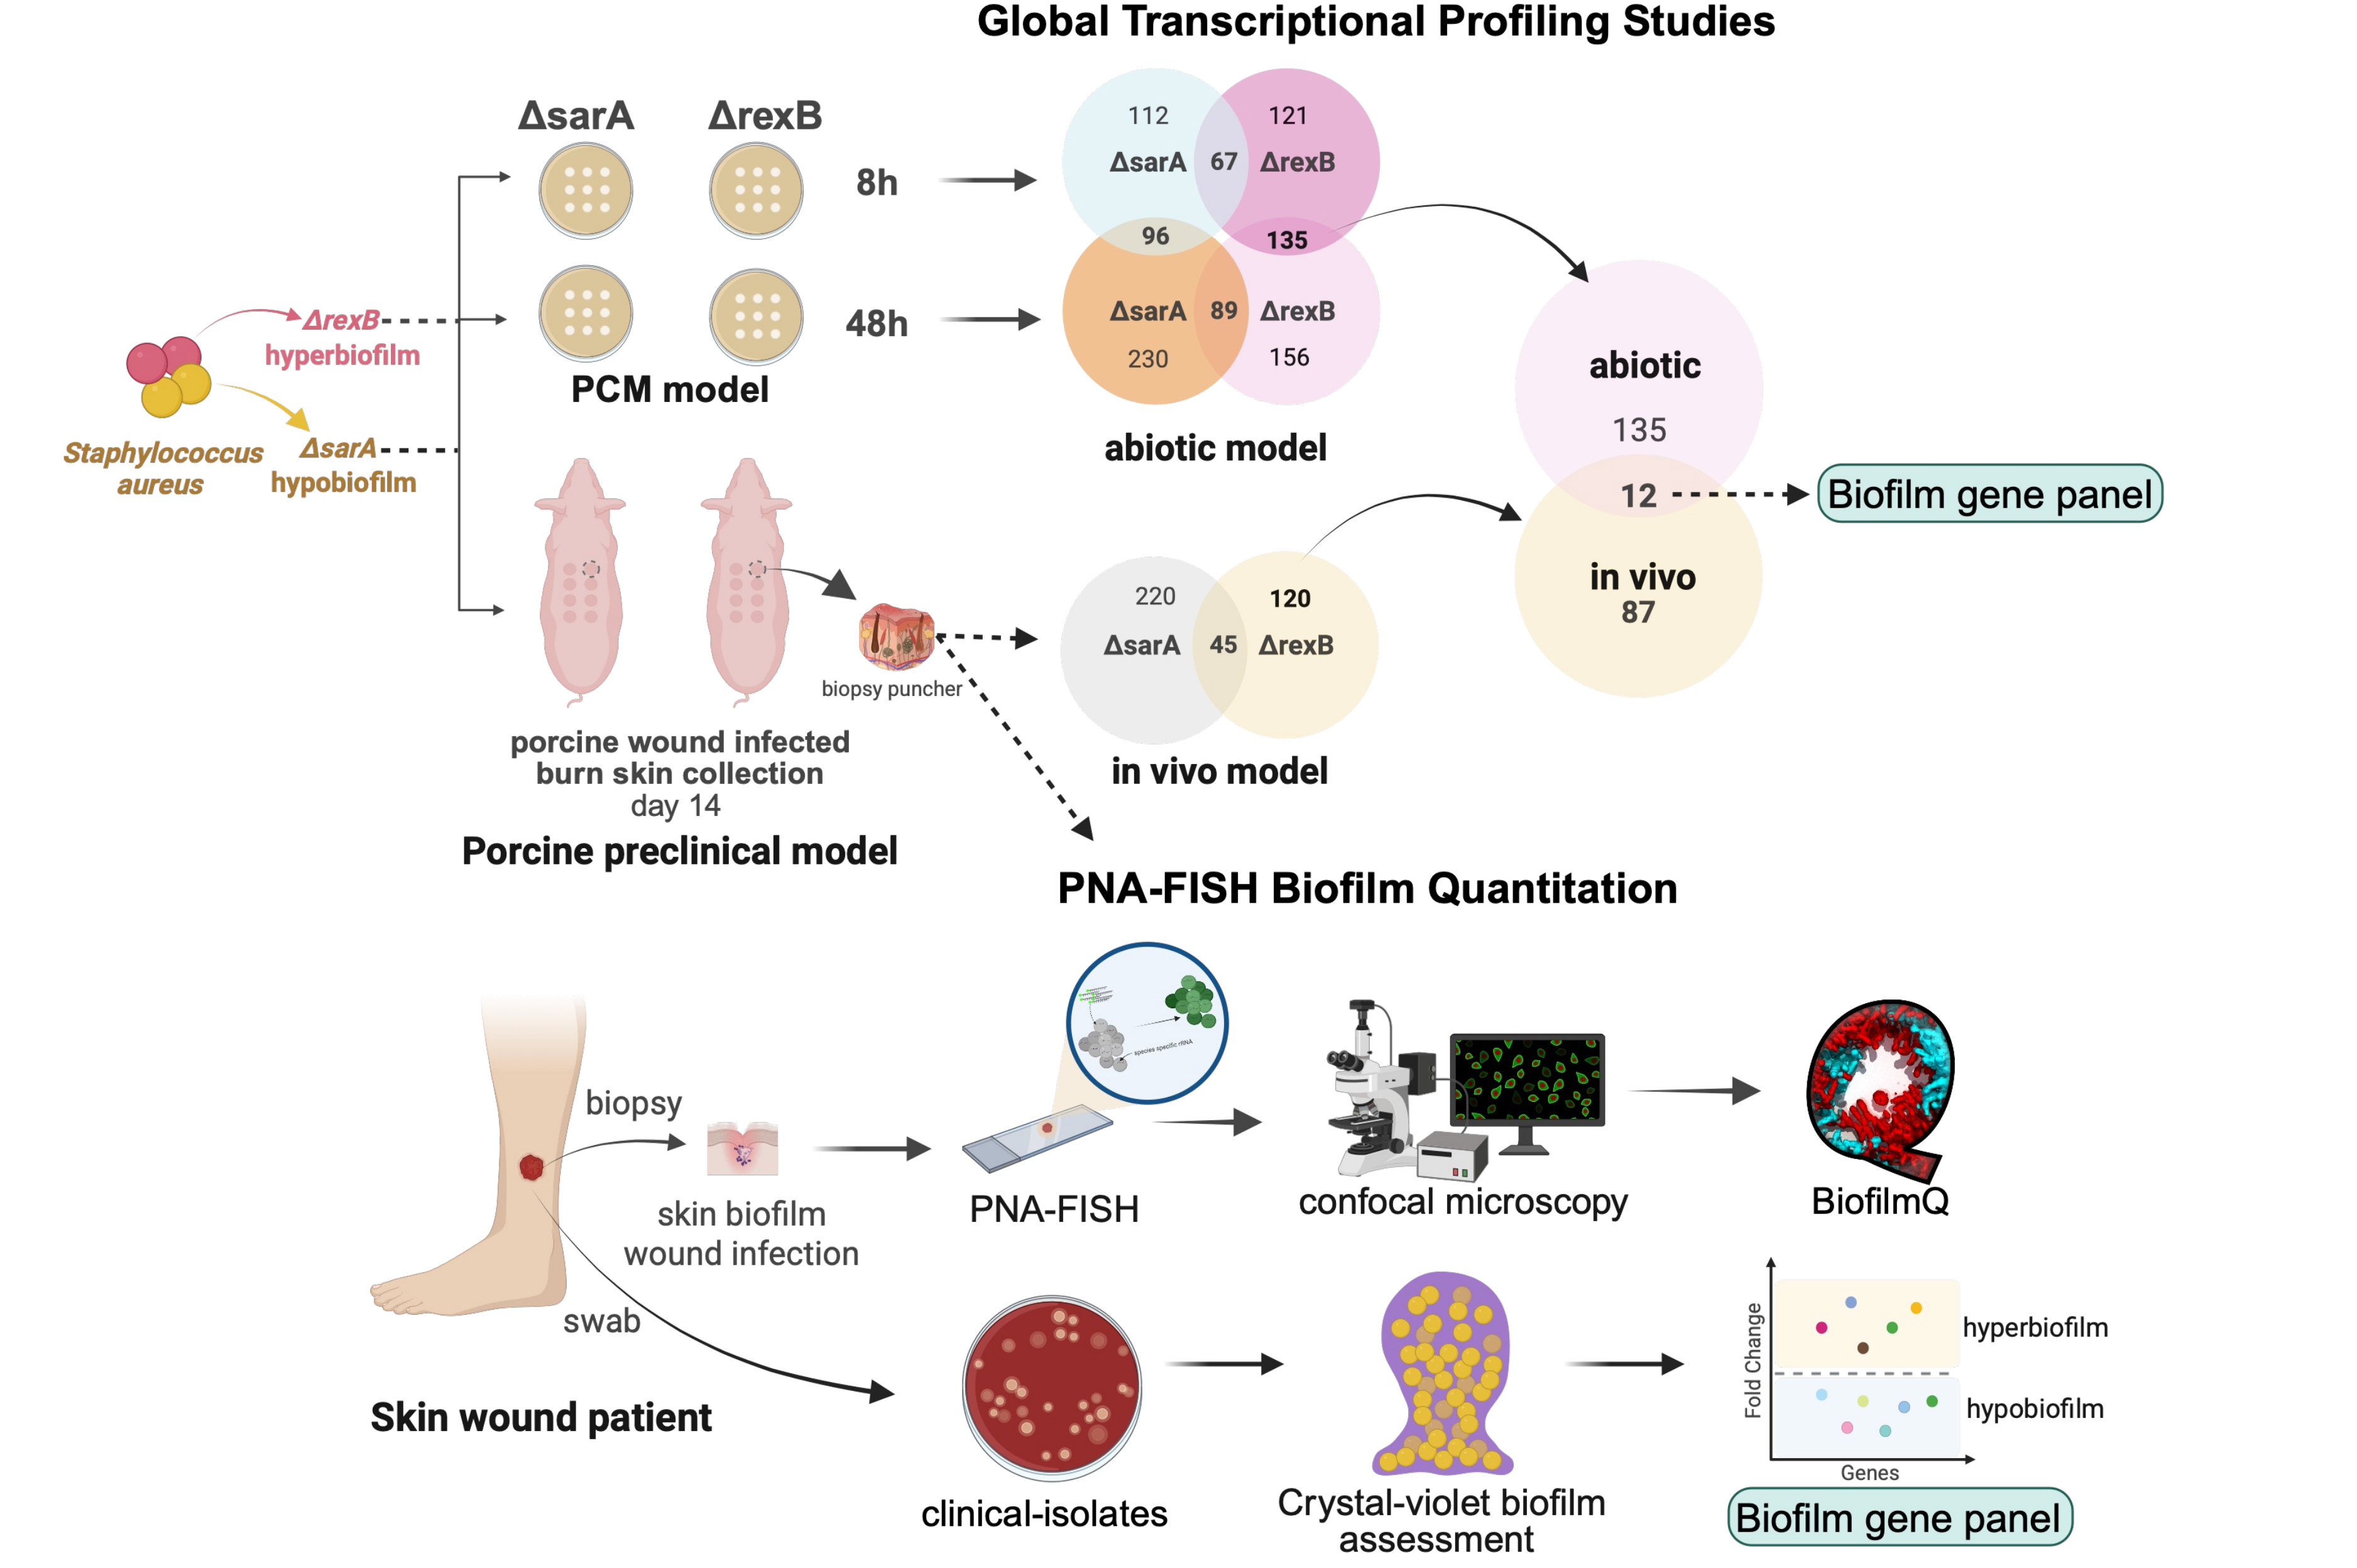 Global Transcriptional Profiling Studies
ΔsarA
ΔrexB
8h
48h
PCM model
112
ΔsarA
67
121
ΔrexB
96
135
ΔsarA
89
ΔrexB
230
156
abiotic model
ΔrexB
hyperbiofilm
Staphylococcus
aureus
ΔsarA
hypobiofilm
abiotic
135
12
in vivo
87
Biofilm gene panel
biopsy puncher
220
ΔsarA
45
120
ΔrexB
in vivo model
porcine wound infected
burn skin collection
day 14
Porcine preclinical model
PNA-FISH Biofilm Quantitation
biopsy
skin biofilm
wound infection
swab
Skin wound patient
species specific rRNA
PNA-FISH
confocal microscopy
BiofilmQ
clinical-isolates
Crystal-violet biofilm
assessment
Fold Change
hyperbiofilm
hypobiofilm
Genes
Biofilm gene panel